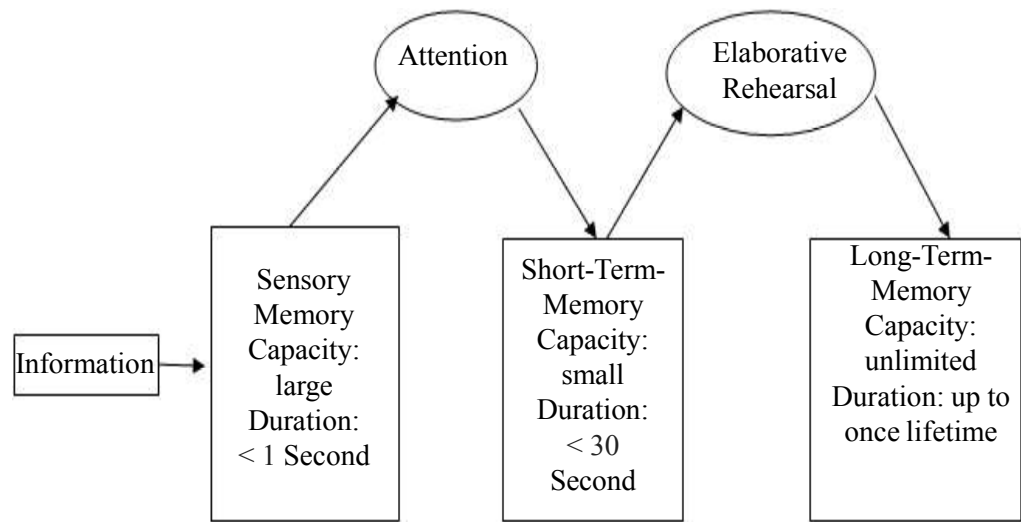 Attention
Elaborative
Rehearsal
Information
Sensory
Memory
Capacity:
large
Duration:
< 1 Second
Short-Term-
Memory
Capacity:
small
Duration:
< 30
Second
Long-Term-
Memory
Capacity:
unlimited
Duration: up to
once lifetime